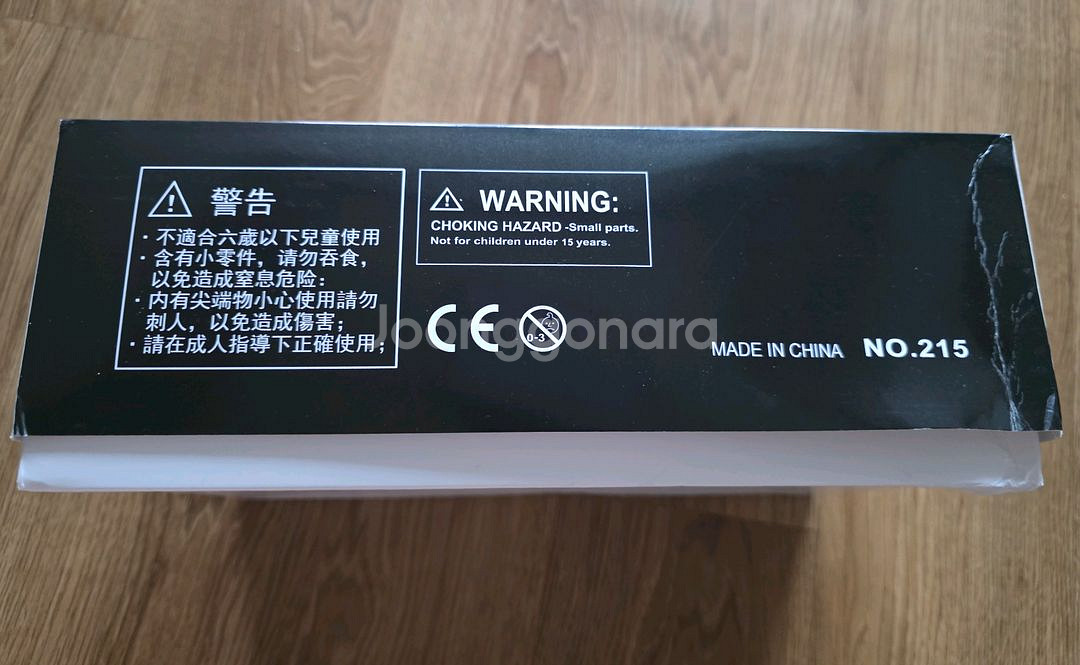 警告
·不適合六歲以下兒童使用
·含有小零件，请勿吞食，
以免造成窒息危险：
·内有尖端物小心使用請勿
刺人，以免造成傷害；
·請在成人指導下正確使用；
WARNING:
CHOKING HAZARD -Small parts.
Not for children under 15 years.
CE
0-3
Joonggonara
MADE IN CHINA NO.215